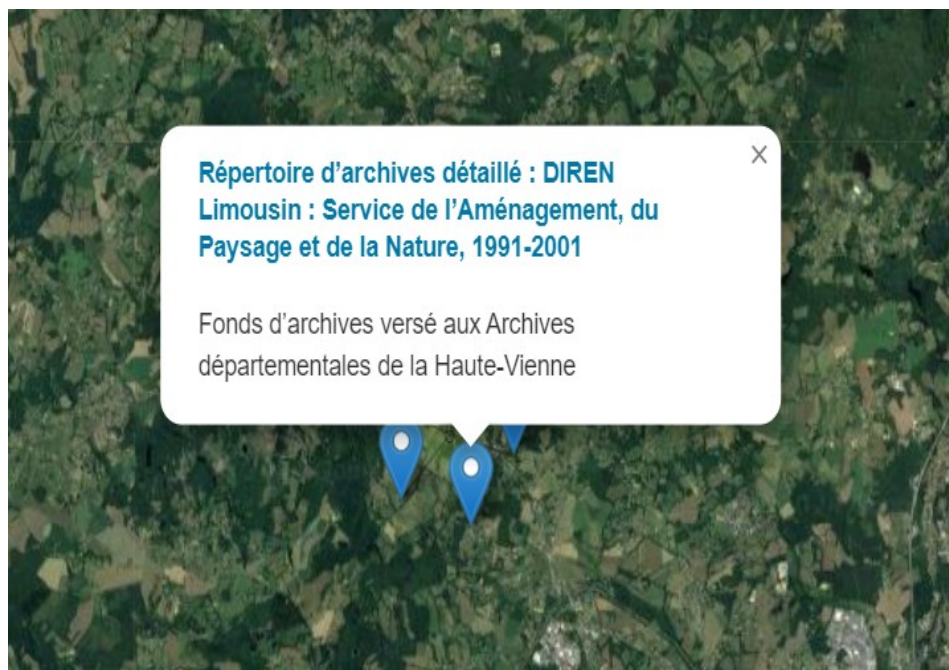 Répertoire d’archives détaillé : DIREN
Limousin : Service de l’Aménagement, du
Paysage et de la Nature, 1991-2001
Fonds d’archives versé aux Archives
départementales de la Haute-Vienne